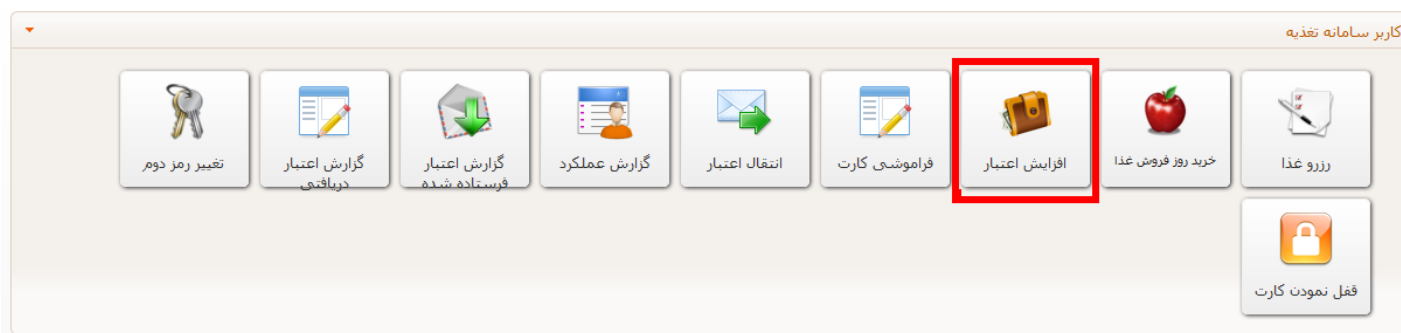 کاربر سامانه تغذیه
رزرو غذا
خرید روز فروش غذا
افزایش اعتبار
فراموشی کارت
انتقال اعتبار
گزارش عملکرد
گزارش اعتبار
فرستاده شده
گزارش اعتبار
دریافتی
تغییر رمز دوم
قفل نمودن کارت